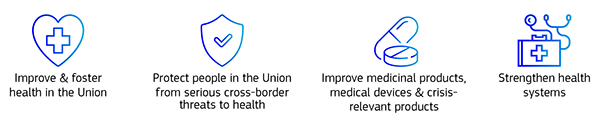 Improve & foster
health in the Union
Protect people in the Union
from serious cross-border
threats to health
Improve medicinal products,
medical devices & crisis-
relevant products
Strengthen health
systems